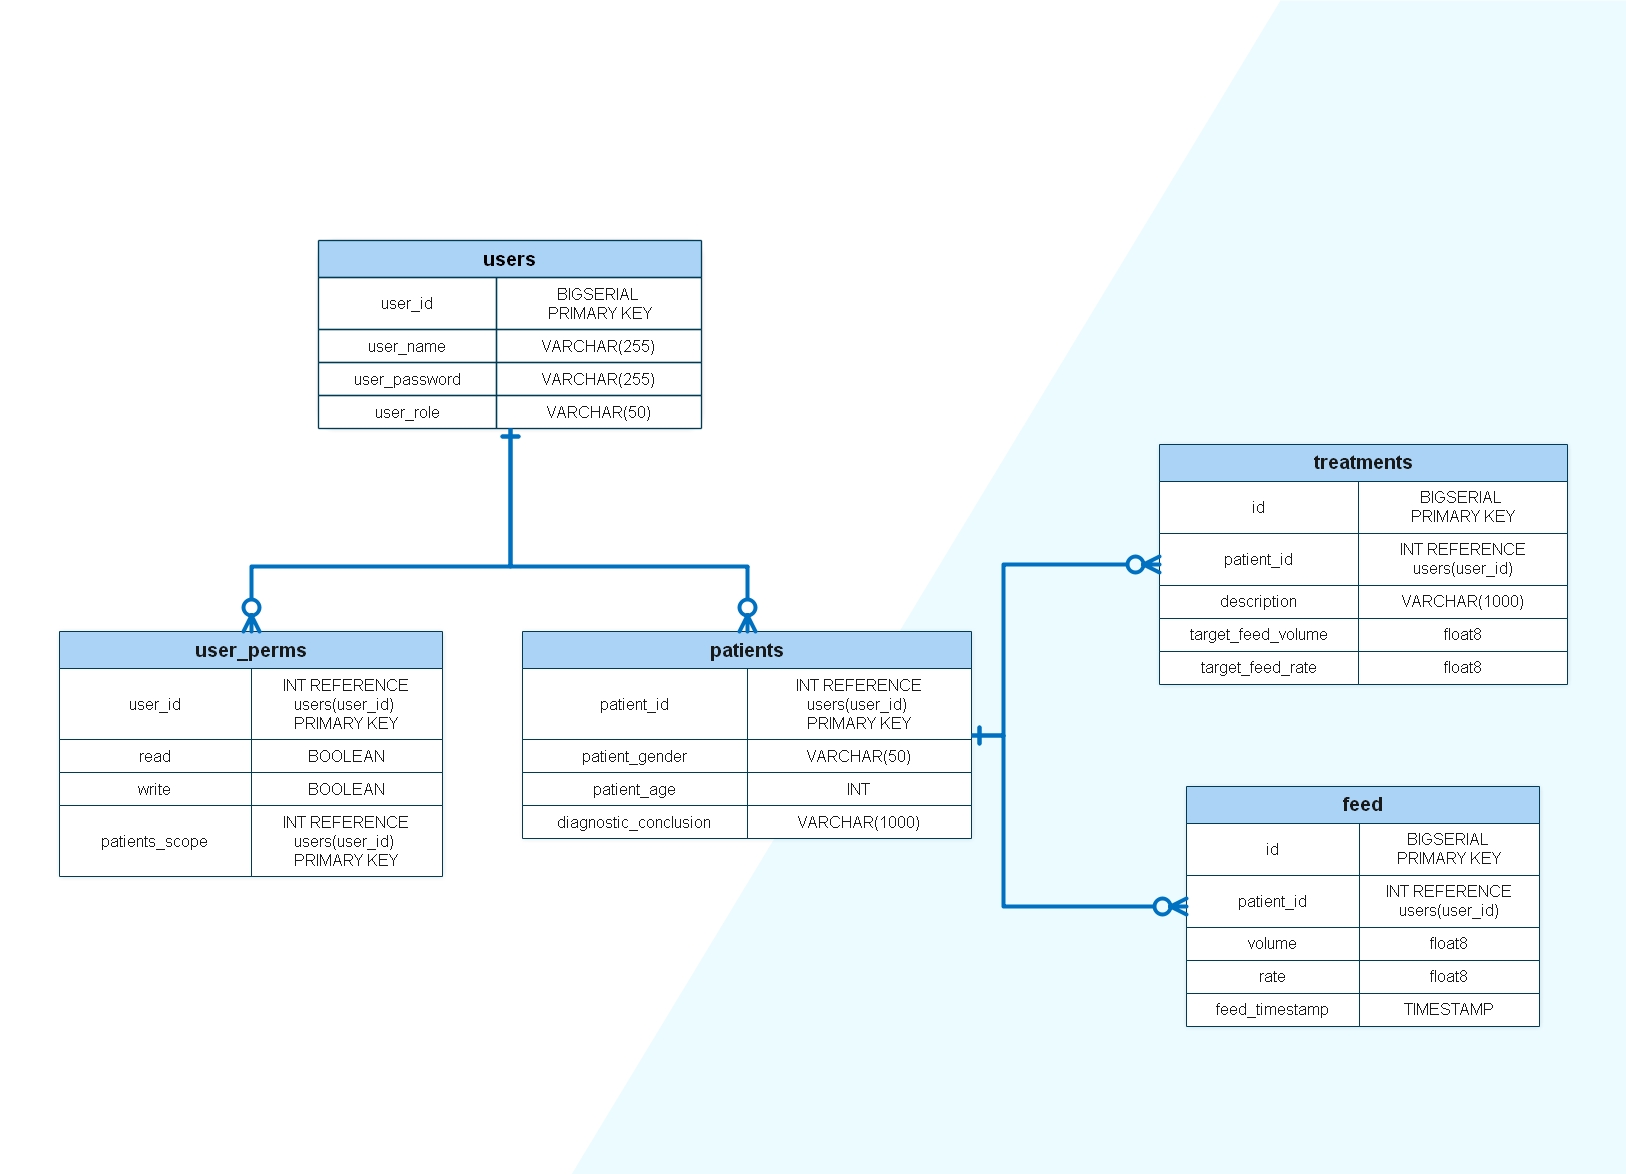 users
user_id
BIGSERIAL
PRIMARY KEY
user_name
VARCHAR(255)
user_password
VARCHAR(255)
user_role
VARCHAR(50)
user_perms
user_id
INT REFERENCE
users(user_id)
PRIMARY KEY
read
BOOLEAN
write
BOOLEAN
patients_scope
INT REFERENCE
users(user_id)
PRIMARY KEY
patients
patient_id
INT REFERENCE
users(user_id)
PRIMARY KEY
patient_gender
VARCHAR(50)
patient_age
INT
diagnostic_conclusion
VARCHAR(1000)
treatments
id
BIGSERIAL
PRIMARY KEY
patient_id
INT REFERENCE
users(user_id)
description
VARCHAR(1000)
target_feed_volume
float8
target_feed_rate
float8
feed
id
BIGSERIAL
PRIMARY KEY
patient_id
INT REFERENCE
users(user_id)
volume
float8
rate
float8
feed_timestamp
TIMESTAMP